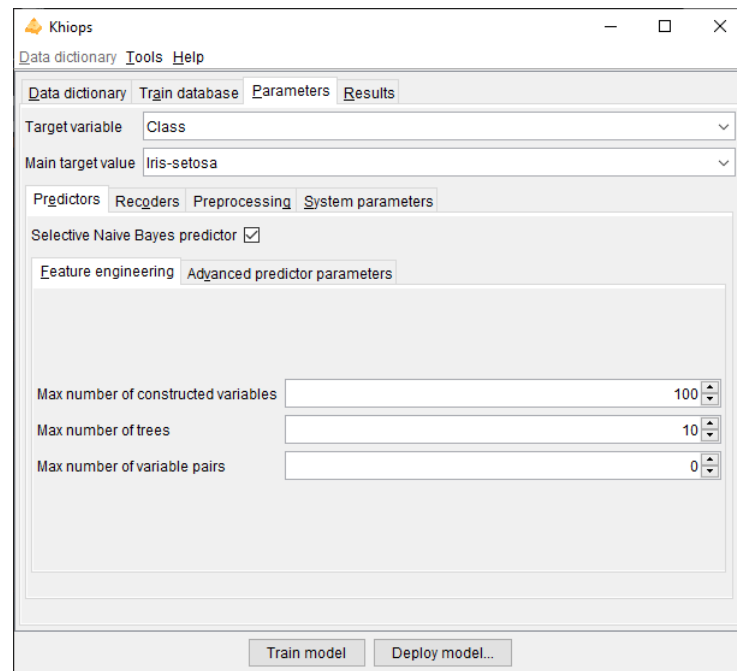 Khiops
Data dictionary Tools Help
Data dictionary Train database Parameters Results
Target variable Class
Main target value Iris-setosa
Predictors Recoders Preprocessing System parameters
Selective Naive Bayes predictor
Feature engineering Advanced predictor parameters
Max number of constructed variables 100
Max number of trees 10
Max number of variable pairs 0
Train model Deploy model...